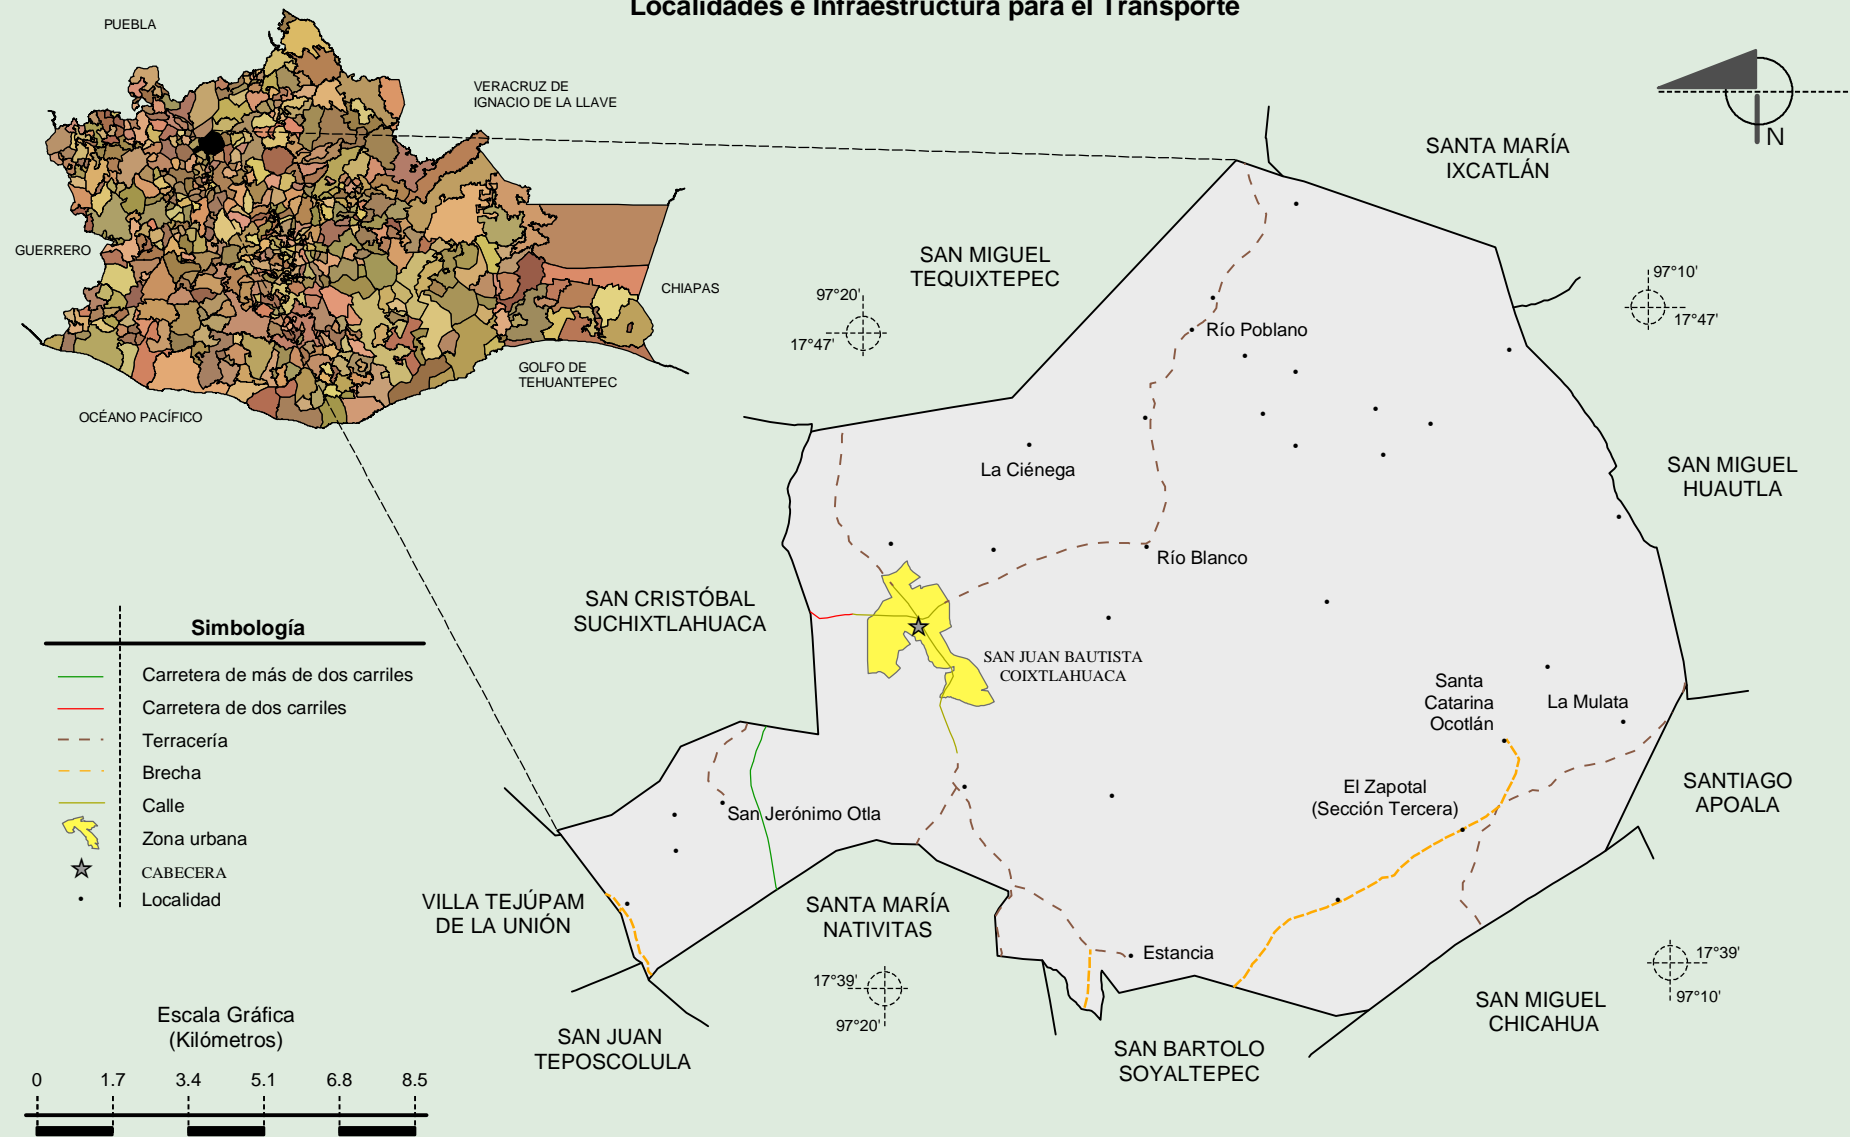 Localidades e Infraestructura para el Transporte
PUEBLA
VERACRUZ DE
IGNACIO DE LA LLAVE
GUERRERO
CHIAPAS
GOLFO DE
TEHUANTEPEC
OCÉANO PACÍFICO
N
SANTA MARÍA
IXCATLÁN
SAN MIGUEL
TEQUIXTEPEC
97°20'
17°47'
97°10'
17°47'
Río Poblano
La Ciénega
SAN MIGUEL
HUAUTLA
Río Blanco
SAN CRISTÓBAL
SUCHIXTLAHUACA
SAN JUAN BAUTISTA
COIXTLAHUACA
Santa
Catarina
Ocotlán
La Mulata
El Zapotal
(Sección Tercera)
SANTIAGO
APOALA
San Jerónimo Otla
VILLA TEJÚPAM
DE LA UNIÓN
SANTA MARÍA
NATIVITAS
Estancia
17°39'
97°20'
17°39'
97°10'
SAN MIGUEL
CHICAHUA
SAN JUAN
TEPOSCOLULA
SAN BARTOLO
SOYALTEPEC
Simbología
Carretera de más de dos carriles
Carretera de dos carriles
Terracería
Brecha
Calle
Zona urbana
CABECERA
Localidad
Escala Gráfica
(Kilómetros)
0 1.7 3.4 5.1 6.8 8.5